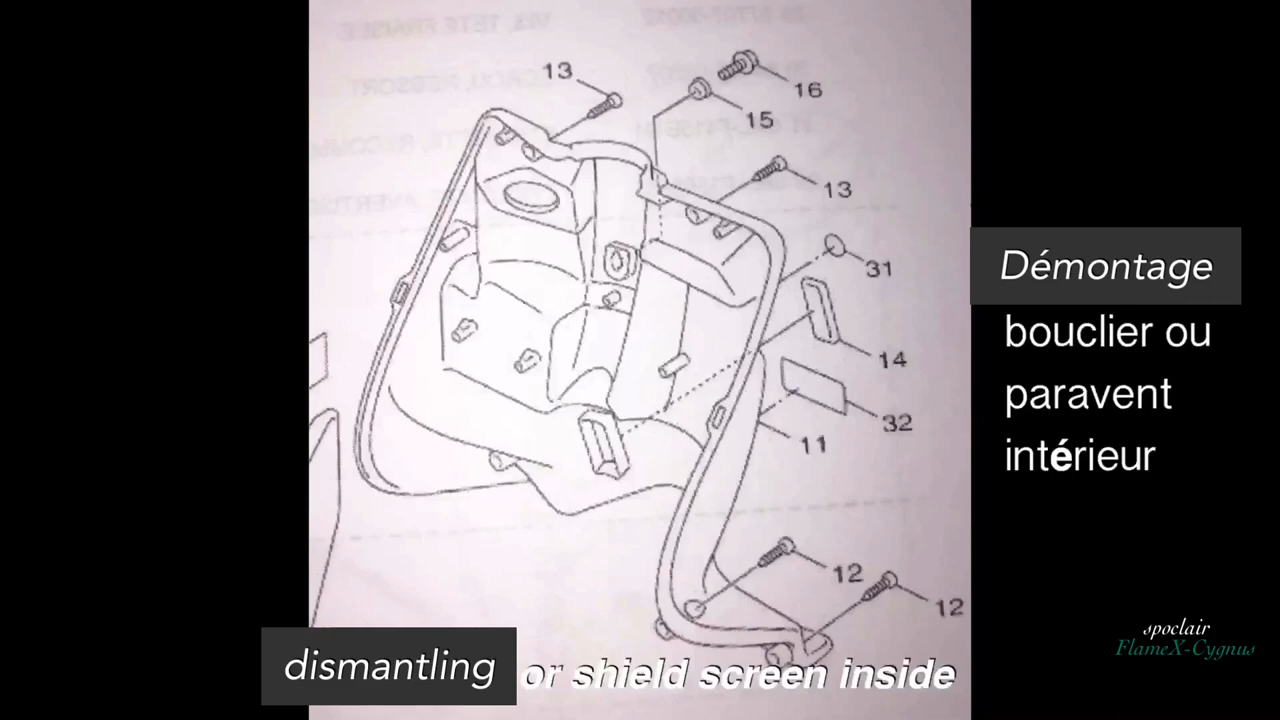 13
16
15
13
31
14
32
11
12
12
Démontage
bouclier ou
paravent
intérieur
dismantling or shield screen inside
spoclair
FlameX-Cygnus